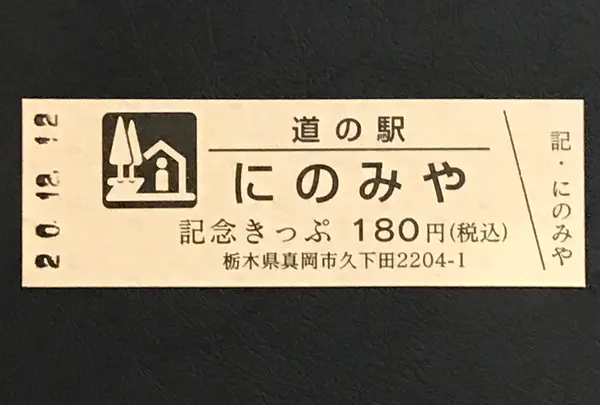 20.12.12
道の駅
にのみや
記念きっぷ 180円(税込)
栃木県真岡市久下田2204-1
記・にのみや